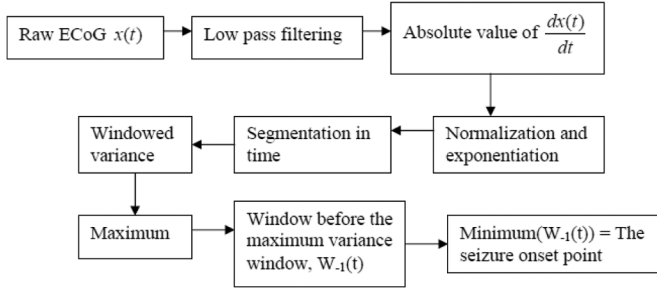 Raw ECoG x(t)
Low pass filtering
Absolute value of dx(t)/dt
Normalization and
exponentiation
Segmentation in
time
Windowed
variance
Maximum
Window before the
maximum variance
window, W-1(t)
Minimum(W-1(t)) = The
seizure onset point